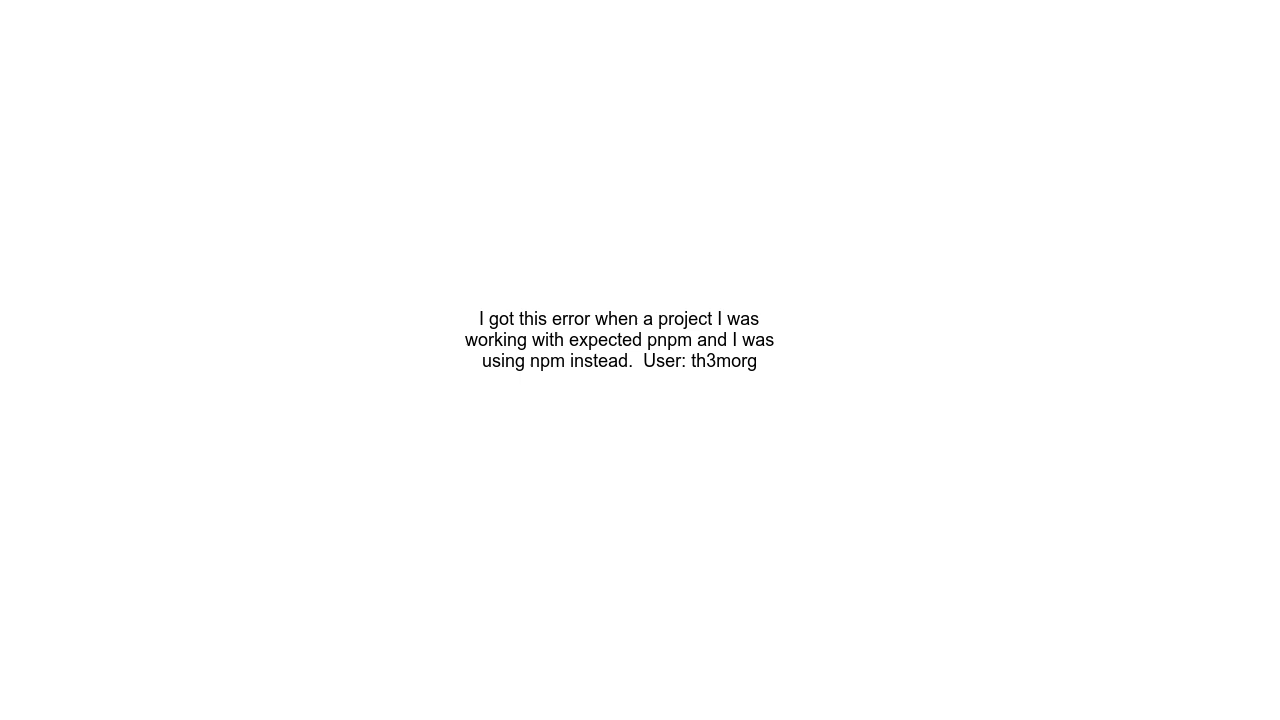 I got this error when a project I was
working with expected pnpm and I was
using npm instead.  User: th3morg